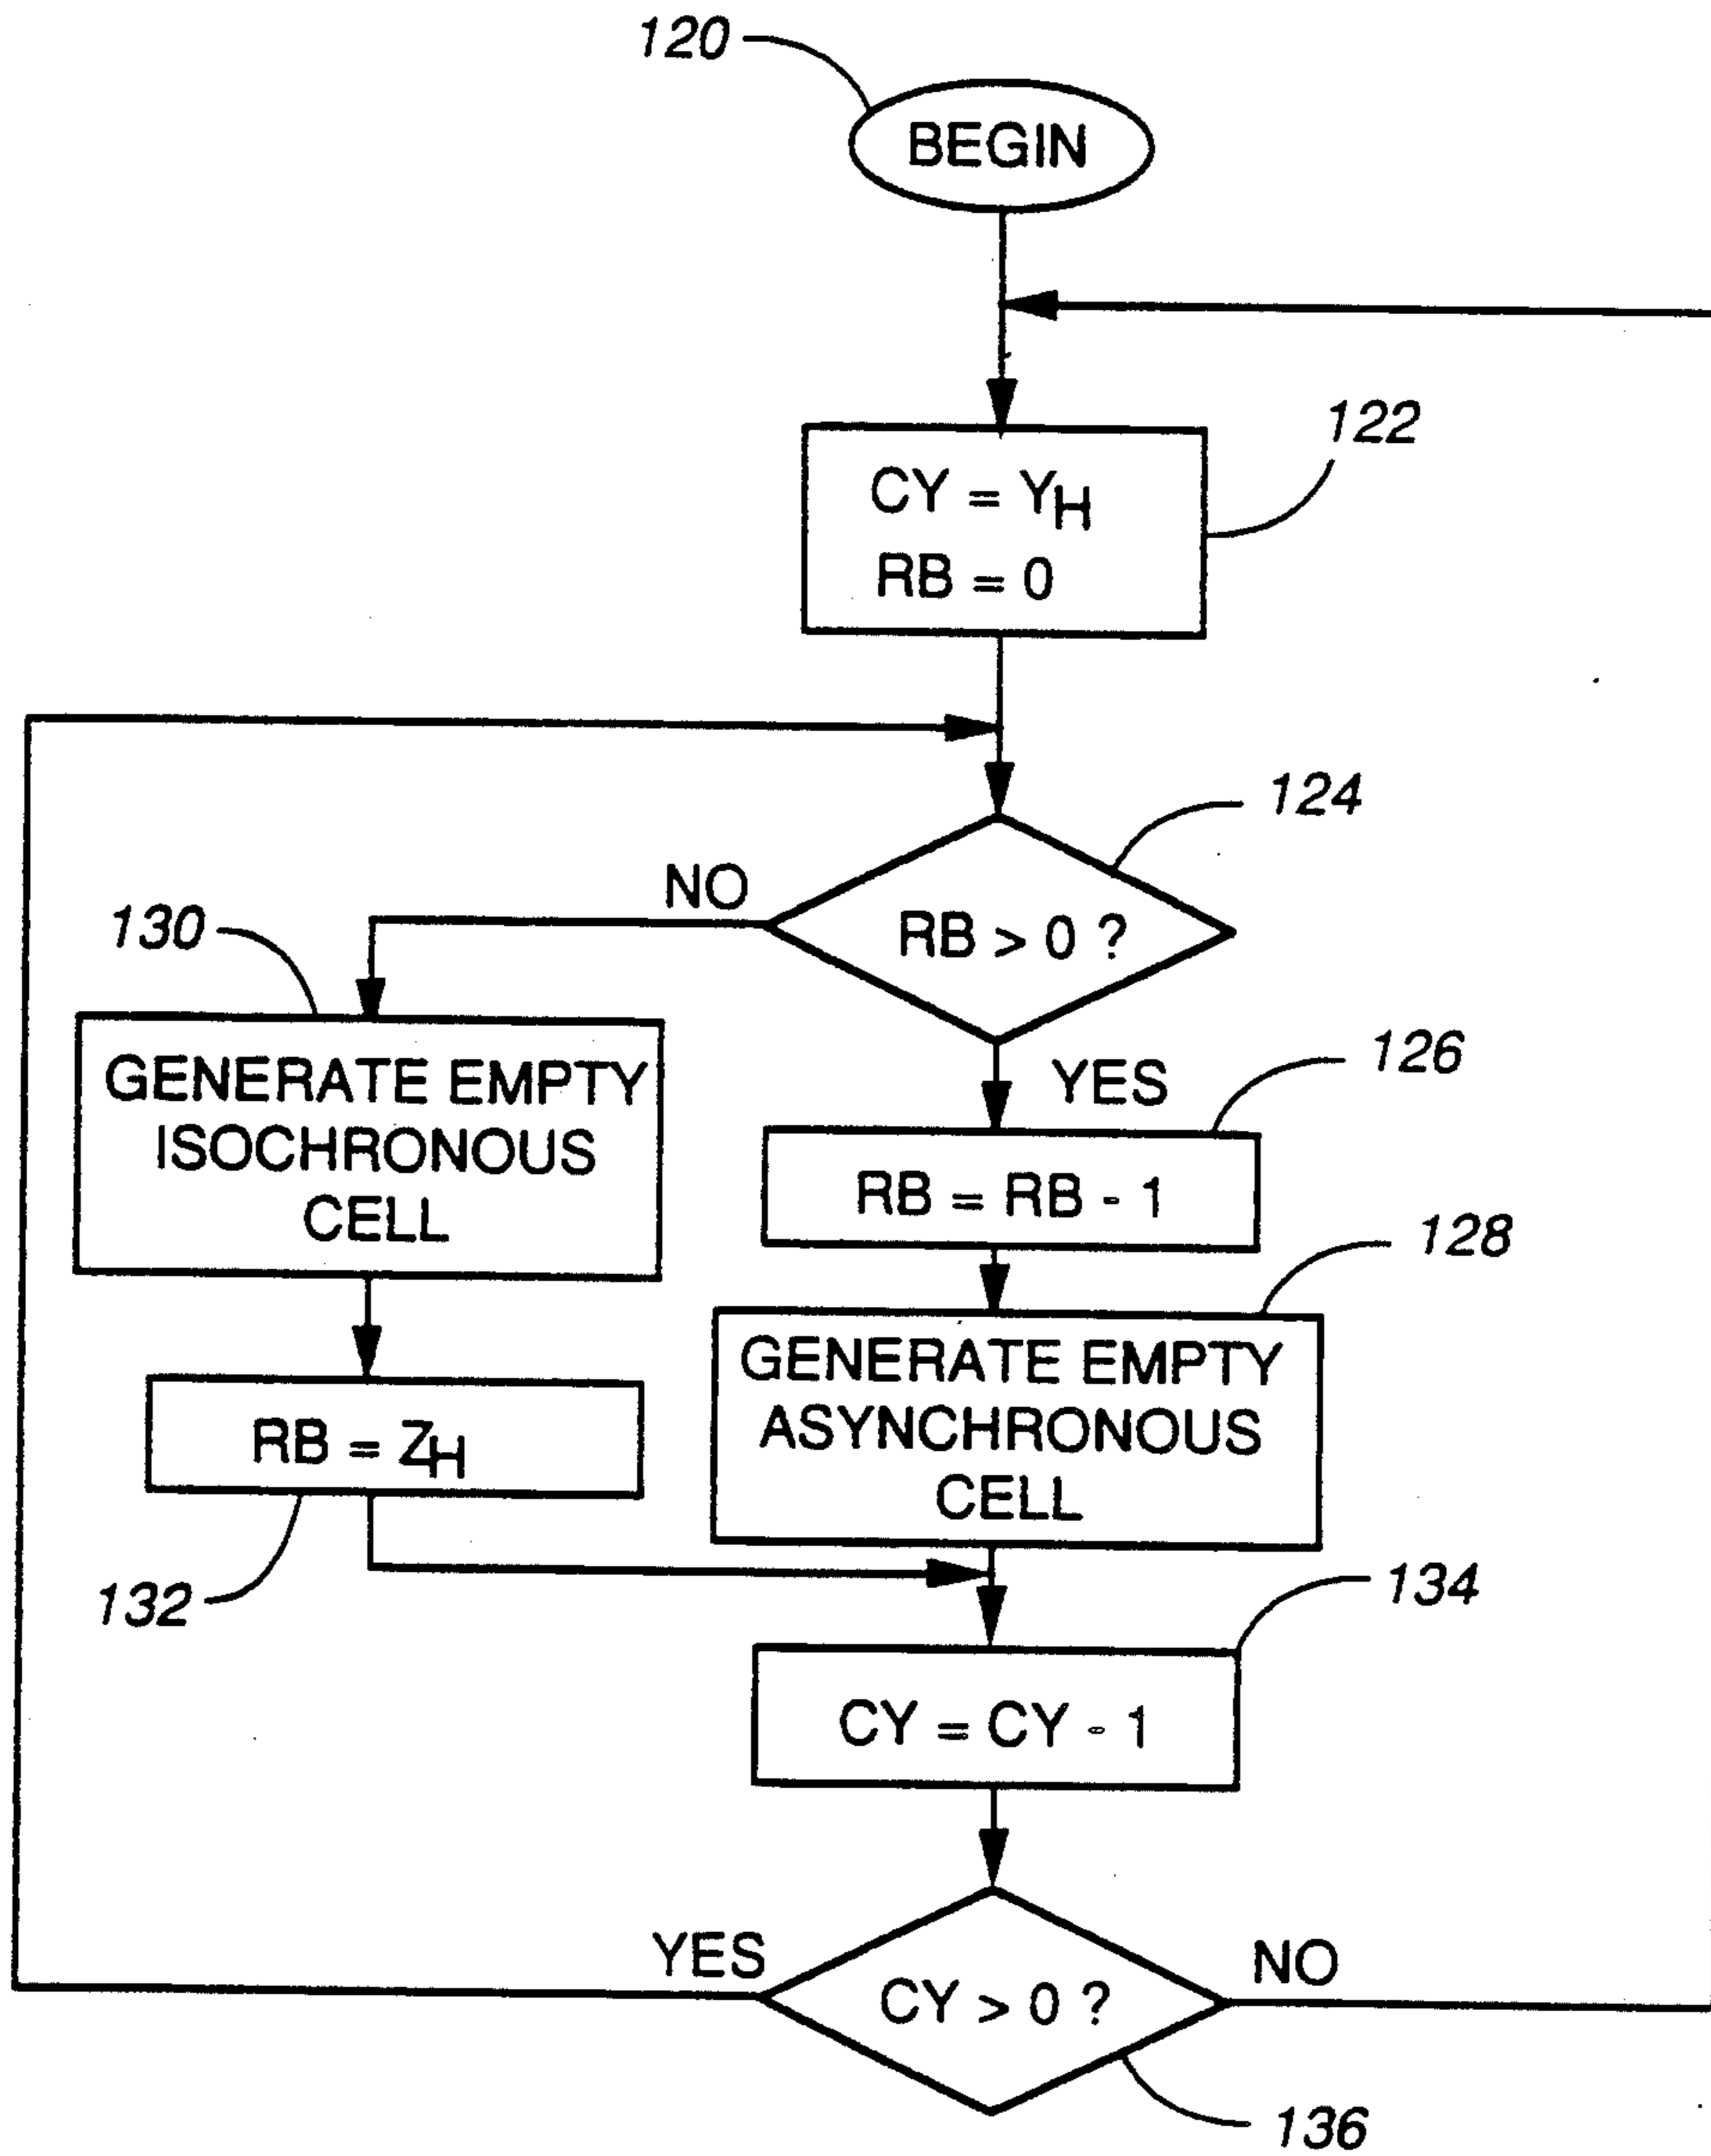 120
BEGIN
122
CY = YH
RB = 0
124
NO
RB > 0 ?
130
YES
126
GENERATE EMPTY
ISOCHRONOUS
CELL
RB = RB - 1
128
GENERATE EMPTY
ASYNCHRONOUS
CELL
RB = ZH
132
134
CY = CY - 1
YES
NO
CY > 0 ?
136